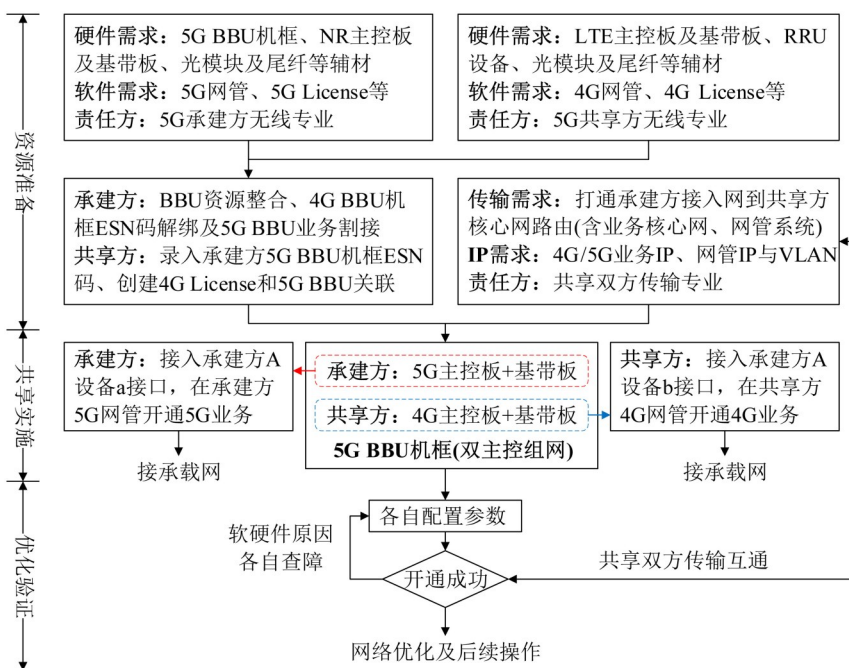 硬件需求：5G BBU机框、NR主控板
及基带板、光模块及尾纤等辅材
软件需求：5G网管、5G License等
责任方：5G承建方无线专业
硬件需求：LTE主控板及基带板、RRU
设备、光模块及尾纤等辅材
软件需求：4G网管、4G License等
责任方：5G共享方无线专业
资源准备
承建方：BBU资源整合、4G BBU机
框ESN码解绑及5G BBU业务割接
共享方：录入承建方5G BBU机框ESN
码、创建4G License和5G BBU关联
传输需求：打通承建方接入网到共享方
核心网路由(含业务核心网、网管系统)
IP需求：4G/5G业务IP、网管IP与VLAN
责任方：共享双方传输专业
共享实施
承建方：接入承建方A
设备a接口，在承建方
5G网管开通5G业务
接承载网
承建方：5G主控板+基带板
共享方：4G主控板+基带板
5G BBU机框(双主控组网)
共享方：接入承建方A
设备b接口，在共享方
4G网管开通4G业务
接承载网
优化验证
各自配置参数
软硬件原因
各自查障
开通成功
共享双方传输互通
网络优化及后续操作